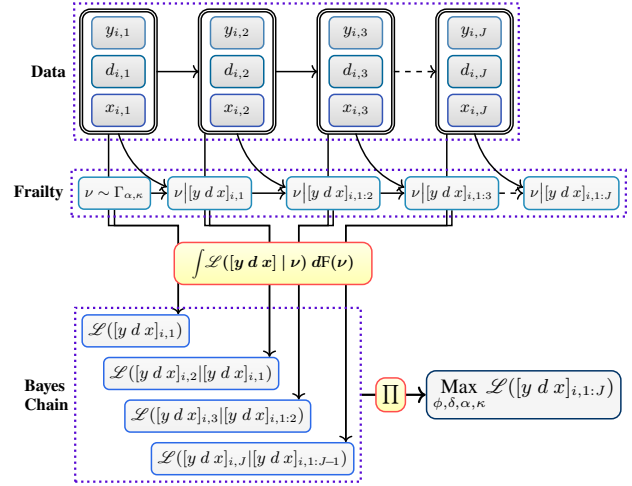 y_{i,1} y_{i,2} y_{i,3} y_{i,J}
Data d_{i,1} d_{i,2} d_{i,3} d_{i,J}
x_{i,1} x_{i,2} x_{i,3} x_{i,J}
Frailty ν ∼ Γ_{α,κ} ν|[y d x]_{i,1} ν|[y d x]_{i,1:2} ν|[y d x]_{i,1:3} ν|[y d x]_{i,1:J}
∫ℒ([y d x] | ν) dF(ν)
ℒ([y d x]_{i,1})
ℒ([y d x]_{i,2}|[y d x]_{i,1})
Bayes
Chain
∏
Max_{φ,δ,α,κ} ℒ([y d x]_{i,1:J})
ℒ([y d x]_{i,3}|[y d x]_{i,1:2})
ℒ([y d x]_{i,J}|[y d x]_{i,1:J−1})